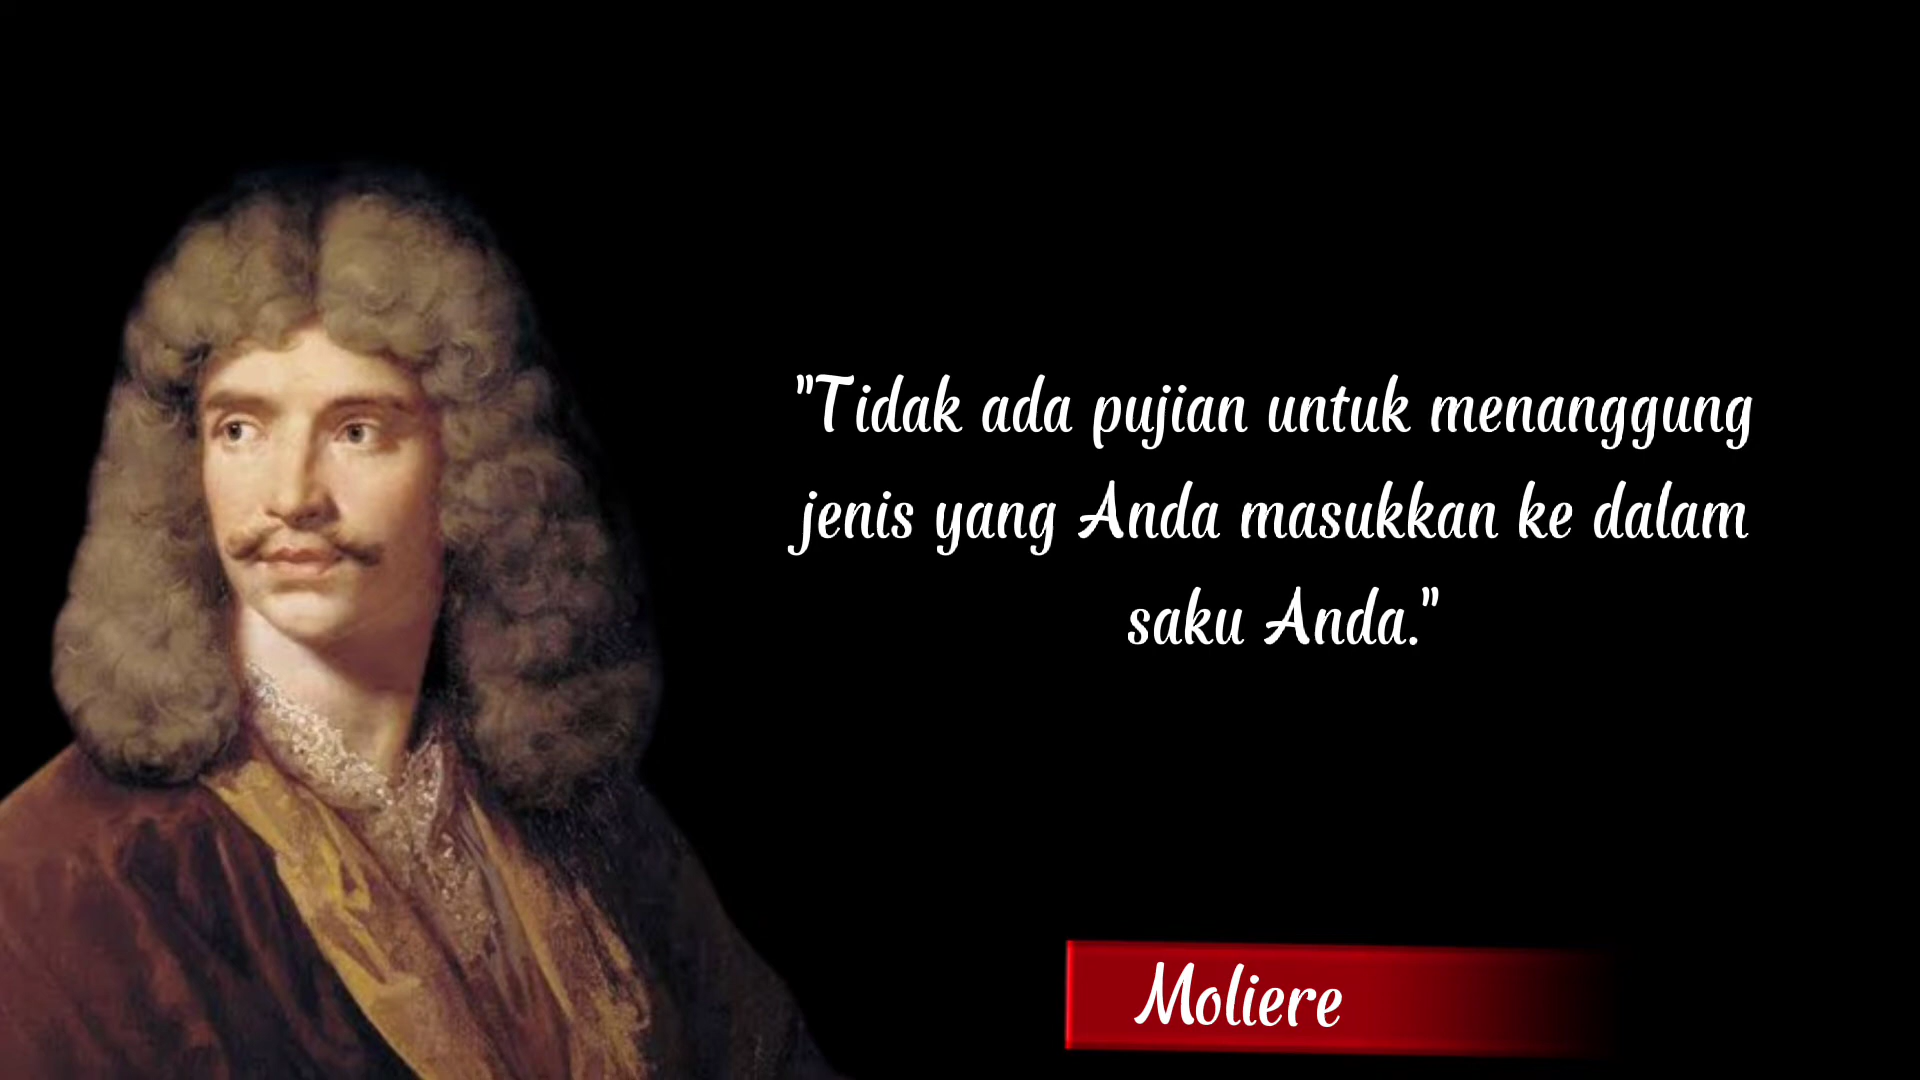 "Tidak ada pujian untuk menanggung
jenis yang Anda masukkan ke dalam
saku Anda."
Moliere